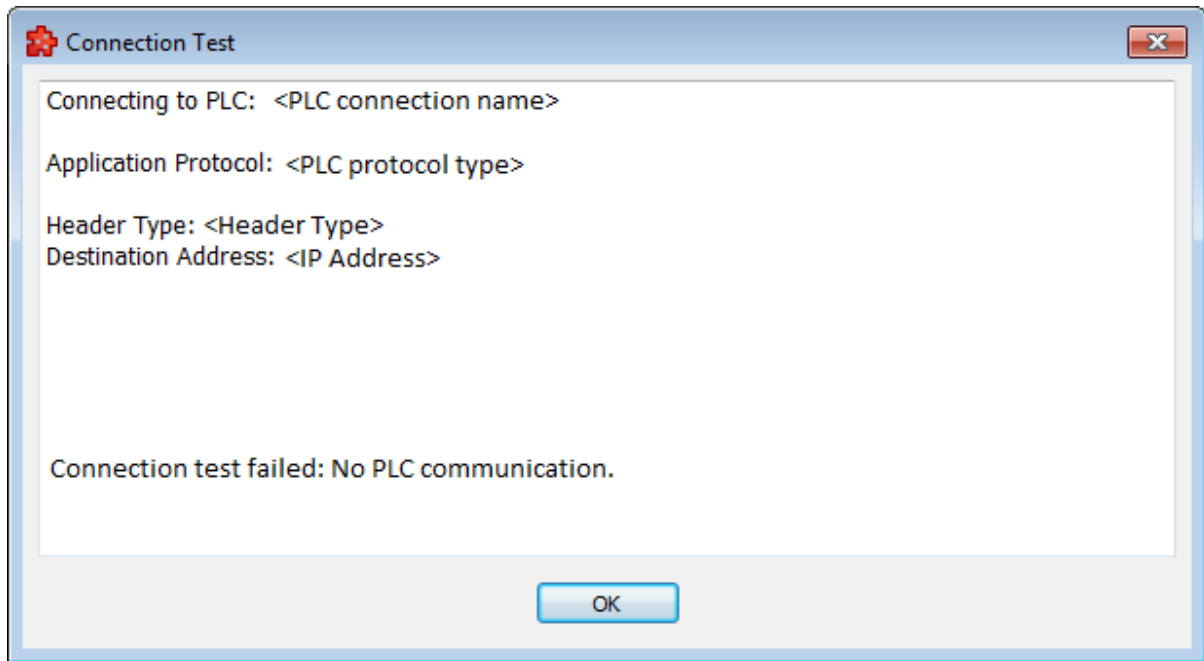 Connection Test
Connecting to PLC: <PLC connection name>
Application Protocol: <PLC protocol type>
Header Type: <Header Type>
Destination Address: <IP Address>
Connection test failed: No PLC communication.
OK